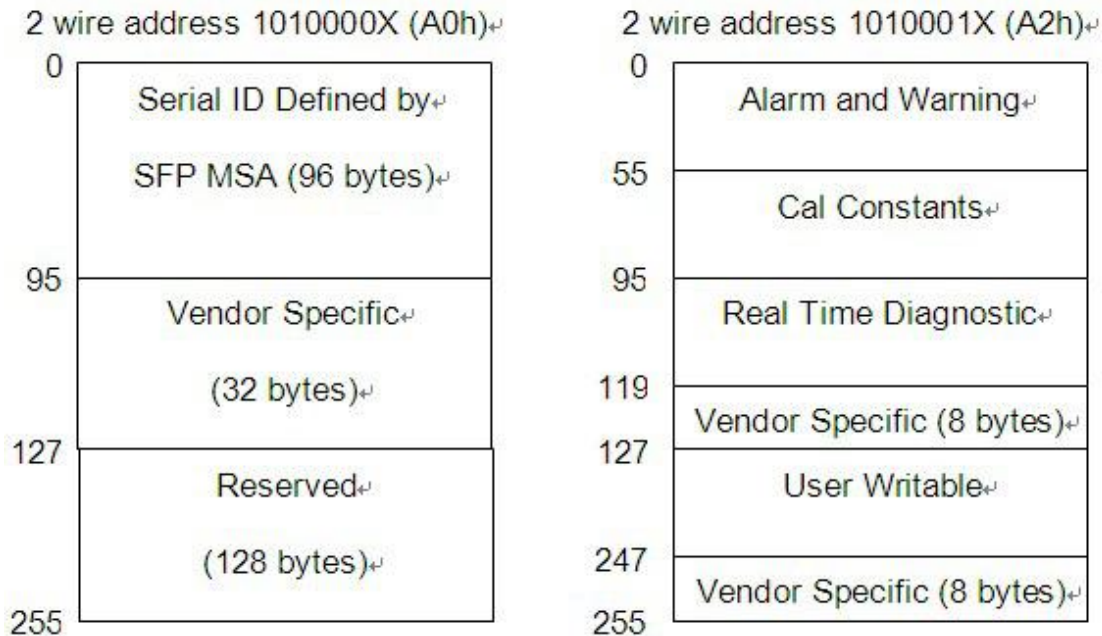 2 wire address 1010000X (A0h)↵
0
Serial ID Defined by↵
SFP MSA (96 bytes)↵
95
Vendor Specific↵
(32 bytes)↵
127
Reserved↵
(128 bytes)↵
255
2 wire address 1010001X (A2h)↵
0
Alarm and Warning↵
55
Cal Constants↵
95
Real Time Diagnostic↵
119
Vendor Specific (8 bytes)↵
127
User Writable↵
247
Vendor Specific (8 bytes)↵
255